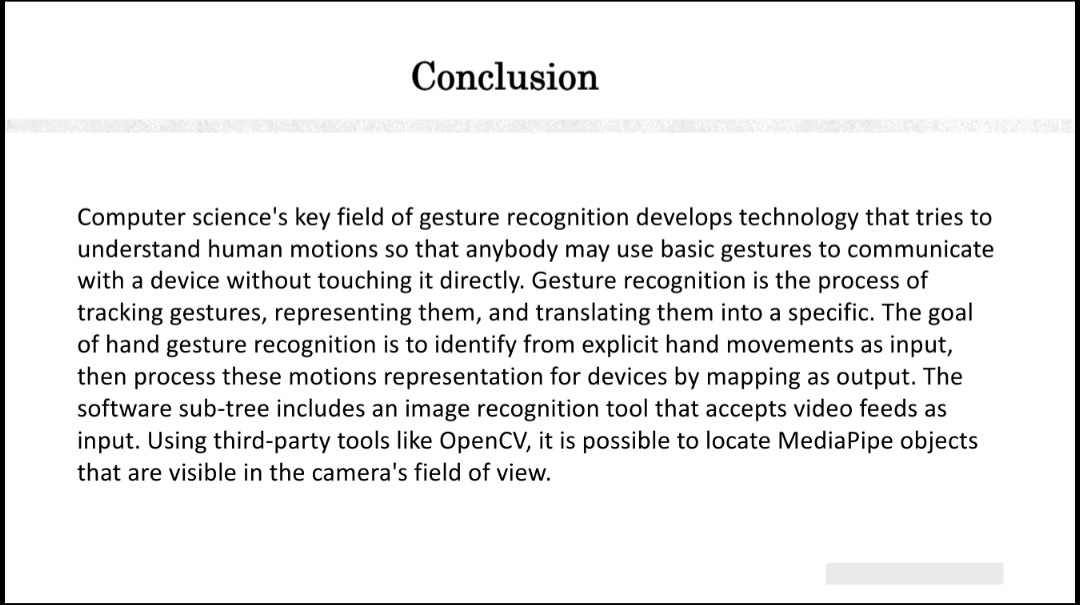 Conclusion
Computer science's key field of gesture recognition develops technology that tries to
understand human motions so that anybody may use basic gestures to communicate
with a device without touching it directly. Gesture recognition is the process of
tracking gestures, representing them, and translating them into a specific. The goal
of hand gesture recognition is to identify from explicit hand movements as input,
then process these motions representation for devices by mapping as output. The
software sub-tree includes an image recognition tool that accepts video feeds as
input. Using third-party tools like OpenCV, it is possible to locate MediaPipe objects
that are visible in the camera's field of view.